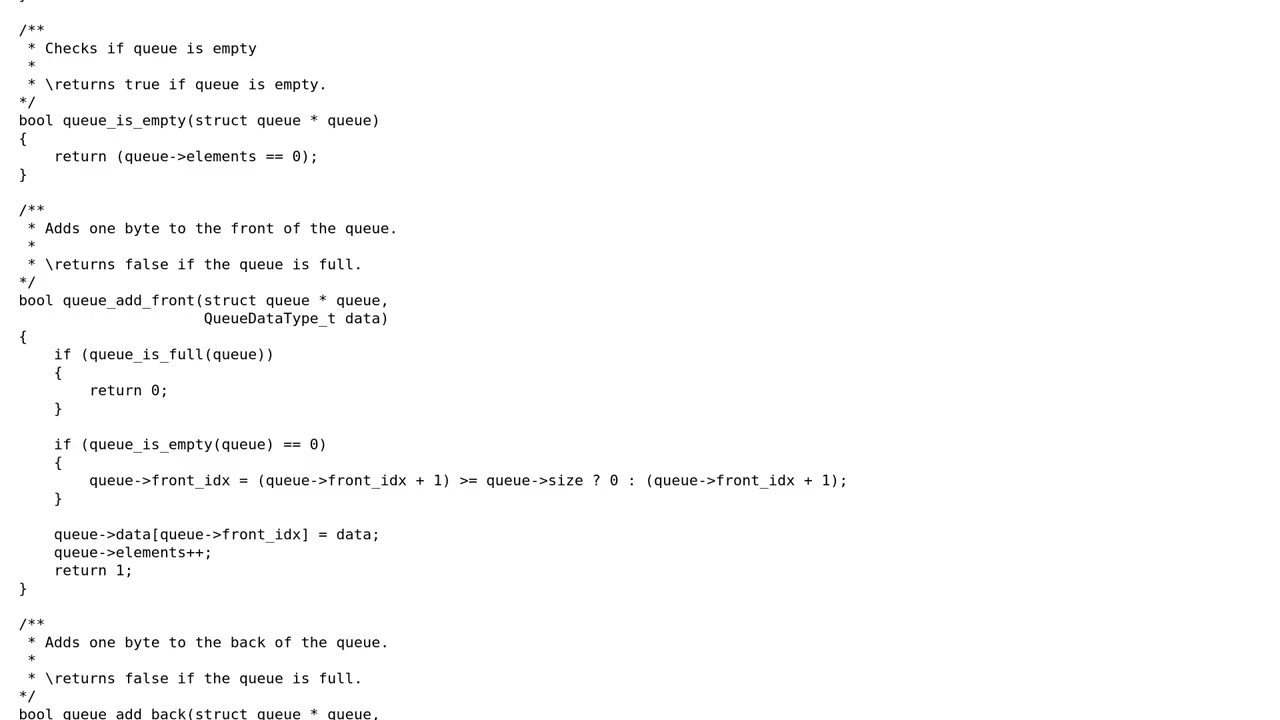 /**
 * Checks if queue is empty
 *
 * \returns true if queue is empty.
*/
bool queue_is_empty(struct queue * queue)
{
    return (queue->elements == 0);
}

/**
 * Adds one byte to the front of the queue.
 *
 * \returns false if the queue is full.
*/
bool queue_add_front(struct queue * queue,
                     QueueDataType_t data)
{
    if (queue_is_full(queue))
    {
        return 0;
    }

    if (queue_is_empty(queue) == 0)
    {
        queue->front_idx = (queue->front_idx + 1) >= queue->size ? 0 : (queue->front_idx + 1);
    }

    queue->data[queue->front_idx] = data;
    queue->elements++;
    return 1;
}

/**
 * Adds one byte to the back of the queue.
 *
 * \returns false if the queue is full.
*/
bool queue_add_back(struct queue * queue,